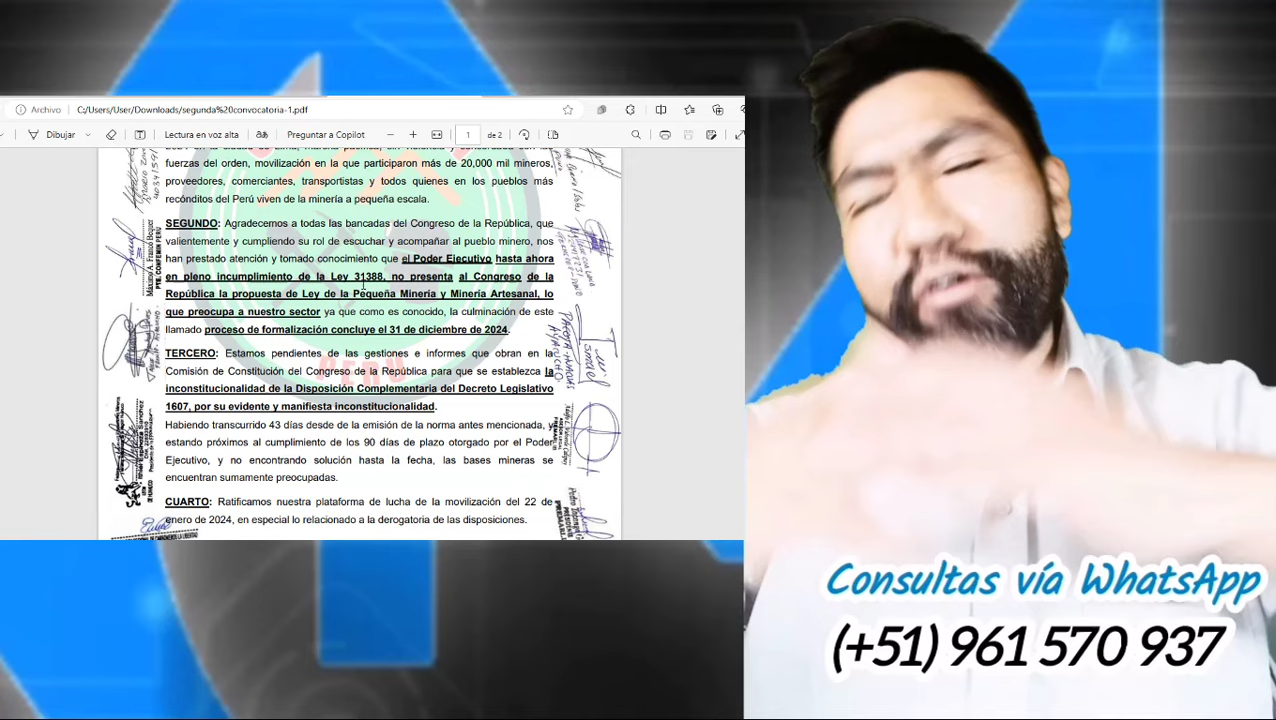 Archivo
C:/Users/User/Downloads/segunda%20convocatoria-1.pdf
Dibujar
Lectura en voz alta
Preguntar a Copilot
1
de 2
fuerzas del orden, movilización en la que participaron más de 20,000 mil mineros,
proveedores, comerciantes, transportistas y todos quienes en los pueblos más
recónditos del Perú viven de la minería a pequeña escala.
SEGUNDO: Agradecemos a todas las bancadas del Congreso de la República, que
valientemente y cumpliendo su rol de escuchar y acompañar al pueblo minero, nos
han prestado atención y tomado conocimiento que el Poder Ejecutivo hasta ahora
en pleno incumplimiento de la Ley 31388, no presenta al Congreso de la
República la propuesta de Ley de la Pequeña Minería y Minería Artesanal, lo
que preocupa a nuestro sector ya que como es conocido, la culminación de este
llamado proceso de formalización concluye el 31 de diciembre de 2024.
TERCERO: Estamos pendientes de las gestiones e informes que obran en la
Comisión de Constitución del Congreso de la República para que se establezca la
inconstitucionalidad de la Disposición Complementaria del Decreto Legislativo
1607, por su evidente y manifiesta inconstitucionalidad.
Habiendo transcurrido 43 días desde de la emisión de la norma antes mencionada, y
estando próximos al cumplimiento de los 90 días de plazo otorgado por el Poder
Ejecutivo, y no encontrando solución hasta la fecha, las bases mineras se
encuentran sumamente preocupadas.
CUARTO: Ratificamos nuestra plataforma de lucha de la movilización del 22 de
enero de 2024, en especial lo relacionado a la derogatoria de las disposiciones.
PERU
Máximo A. Franco Bequer
PTE. CONFEMIN PERÚ
Consultas vía WhatsApp
(+51) 961 570 937